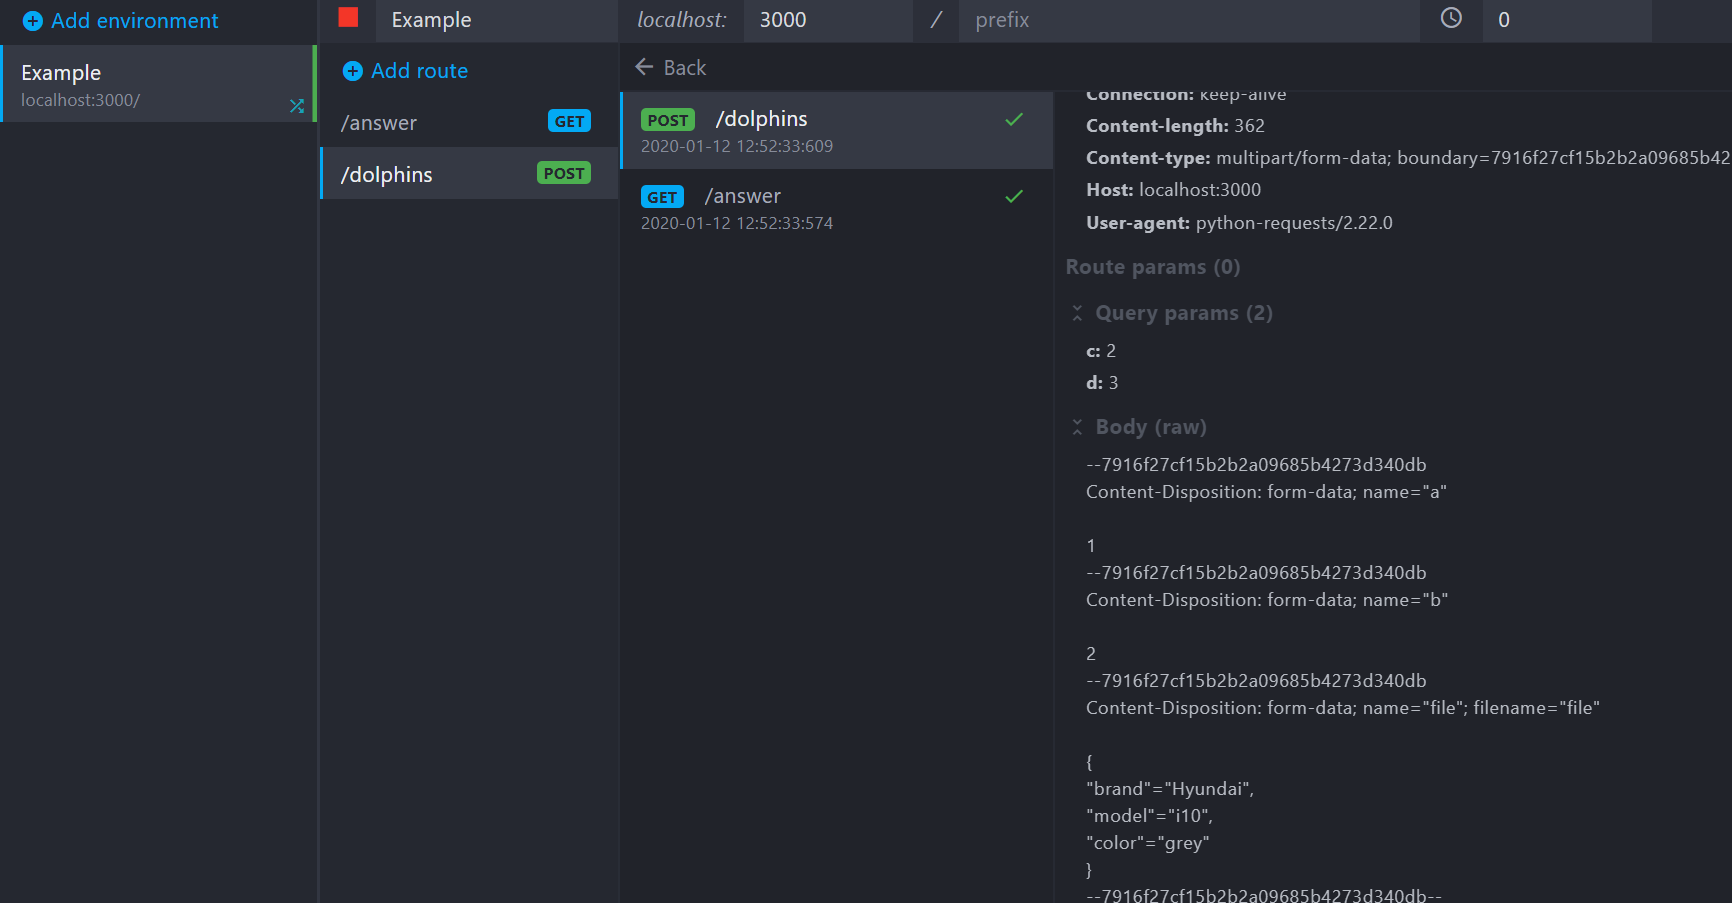 Add environment
Example
localhost:3000/
Example
localhost:
3000
/
prefix
0
Add route
/answer
GET
/dolphins
POST
Back
POST /dolphins
2020-01-12 12:52:33:609
GET /answer
2020-01-12 12:52:33:574
Connection: keep-alive
Content-length: 362
Content-type: multipart/form-data; boundary=7916f27cf15b2b2a09685b42
Host: localhost:3000
User-agent: python-requests/2.22.0
Route params (0)
Query params (2)
c: 2
d: 3
Body (raw)
--7916f27cf15b2b2a09685b4273d340db
Content-Disposition: form-data; name="a"
1
--7916f27cf15b2b2a09685b4273d340db
Content-Disposition: form-data; name="b"
2
--7916f27cf15b2b2a09685b4273d340db
Content-Disposition: form-data; name="file"; filename="file"
{
"brand"="Hyundai",
"model"="i10",
"color"="grey"
}
--7916f27cf15b2b2a09685b4273d340db--